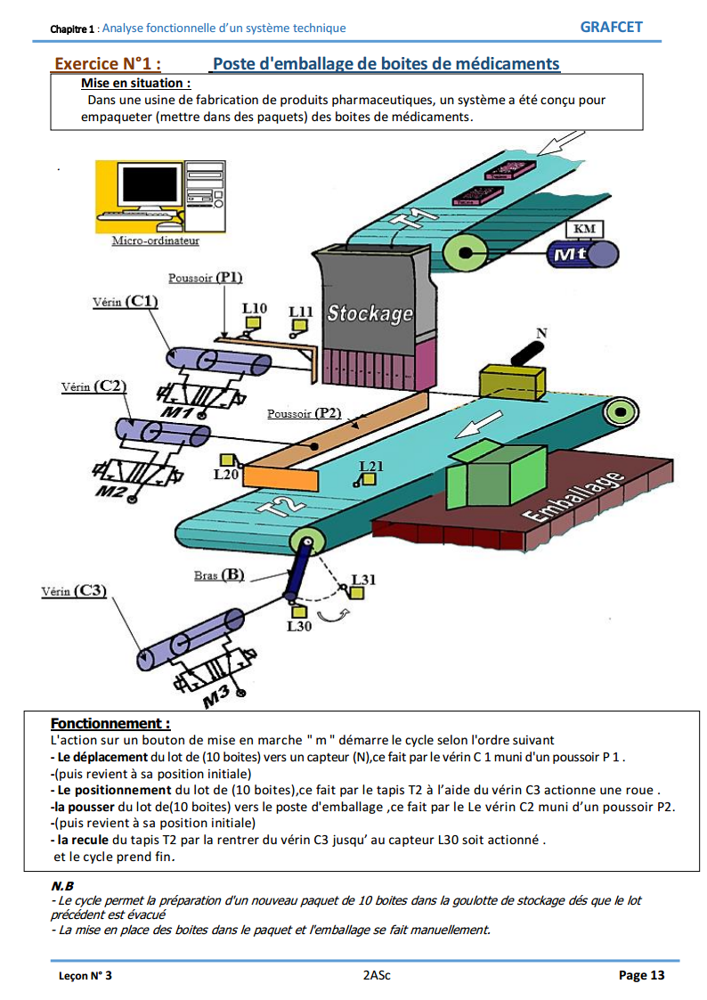 Chapitre 1 : Analyse fonctionnelle d’un système technique GRAFCET
Exercice N°1 : Poste d'emballage de boites de médicaments
Mise en situation :
Dans une usine de fabrication de produits pharmaceutiques, un système a été conçu pour
empaqueter (mettre dans des paquets) des boites de médicaments.
Micro-ordinateur
T1
KM
Mt
Poussoir (P1)
Vérin (C1)
L10
L11
Stockage
N
M1
Vérin (C2)
Poussoir (P2)
M2
L20
L21
T2
Emballage
Bras (B)
Vérin (C3)
L31
L30
M3
Fonctionnement :
L'action sur un bouton de mise en marche " m " démarre le cycle selon l'ordre suivant
- Le déplacement du lot de (10 boites) vers un capteur (N),ce fait par le vérin C 1 muni d'un poussoir P 1 .
-(puis revient à sa position initiale)
- Le positionnement du lot de (10 boites),ce fait par le tapis T2 à l’aide du vérin C3 actionne une roue .
-la pousser du lot de(10 boites) vers le poste d'emballage ,ce fait par le Le vérin C2 muni d’un poussoir P2.
-(puis revient à sa position initiale)
- la recule du tapis T2 par la rentrer du vérin C3 jusqu’ au capteur L30 soit actionné .
et le cycle prend fin.
N.B
- Le cycle permet la préparation d'un nouveau paquet de 10 boites dans la goulotte de stockage dés que le lot
précédent est évacué
- La mise en place des boites dans le paquet et l'emballage se fait manuellement.
Leçon N° 3 2ASc Page 13